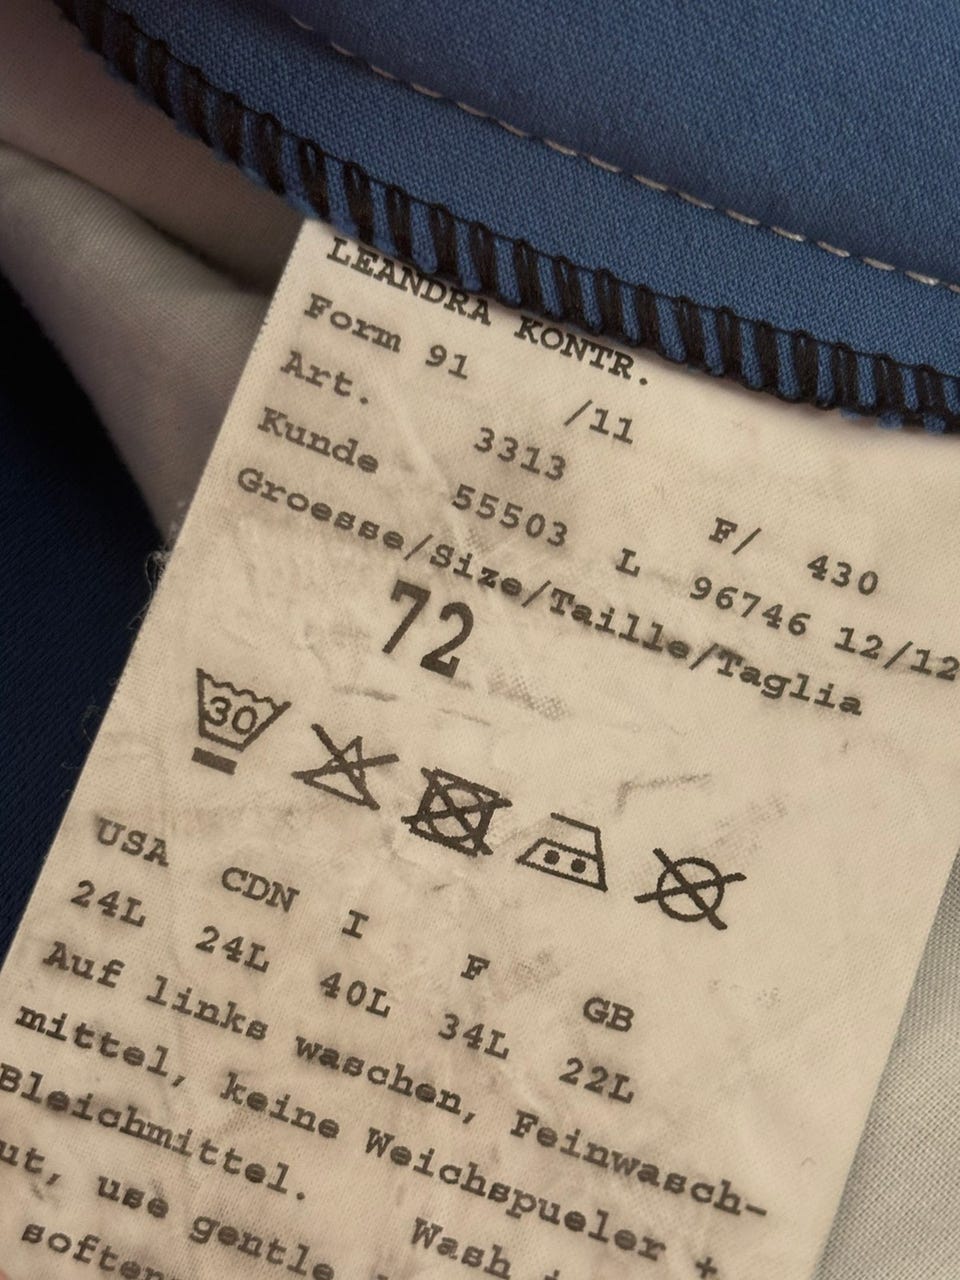 LEANDRA KONTR.
Form 91 /11
Art. 3313 F/ 430
Kunde 55503 L 96746 12/12
Groesse/Size/Taille/Taglia
72
30
USA CDN I F GB
24L 24L 40L 34L 22L
Auf links waschen, Feinwasch-
mittel, keine Weichspueler +
Bleichmittel. Wash
use gentle